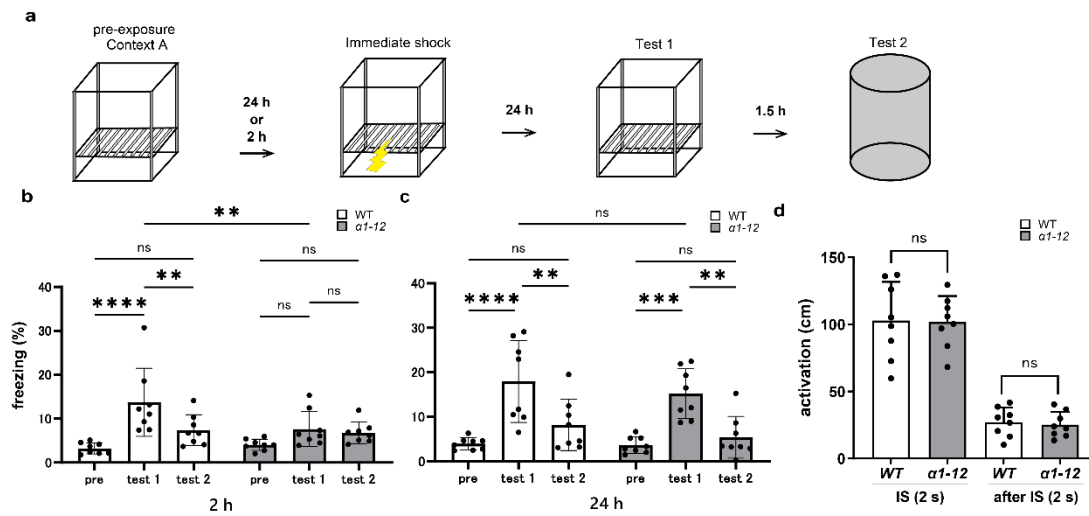 a
pre-exposure
Context A
24 h
or
2 h
Immediate shock
24 h
Test 1
1.5 h
Test 2
b
WT
α1-12
**
ns
ns
**
ns
****
ns
freezing (%)
40
30
20
10
0
pre
test 1
test 2
pre
test 1
test 2
2 h
c
WT
α1-12
ns
ns
ns
**
**
****
***
40
30
20
10
0
pre
test 1
test 2
pre
test 1
test 2
24 h
d
WT
α1-12
ns
ns
activation (cm)
150
100
50
0
WT
α1-12
WT
α1-12
IS (2 s)
after IS (2 s)